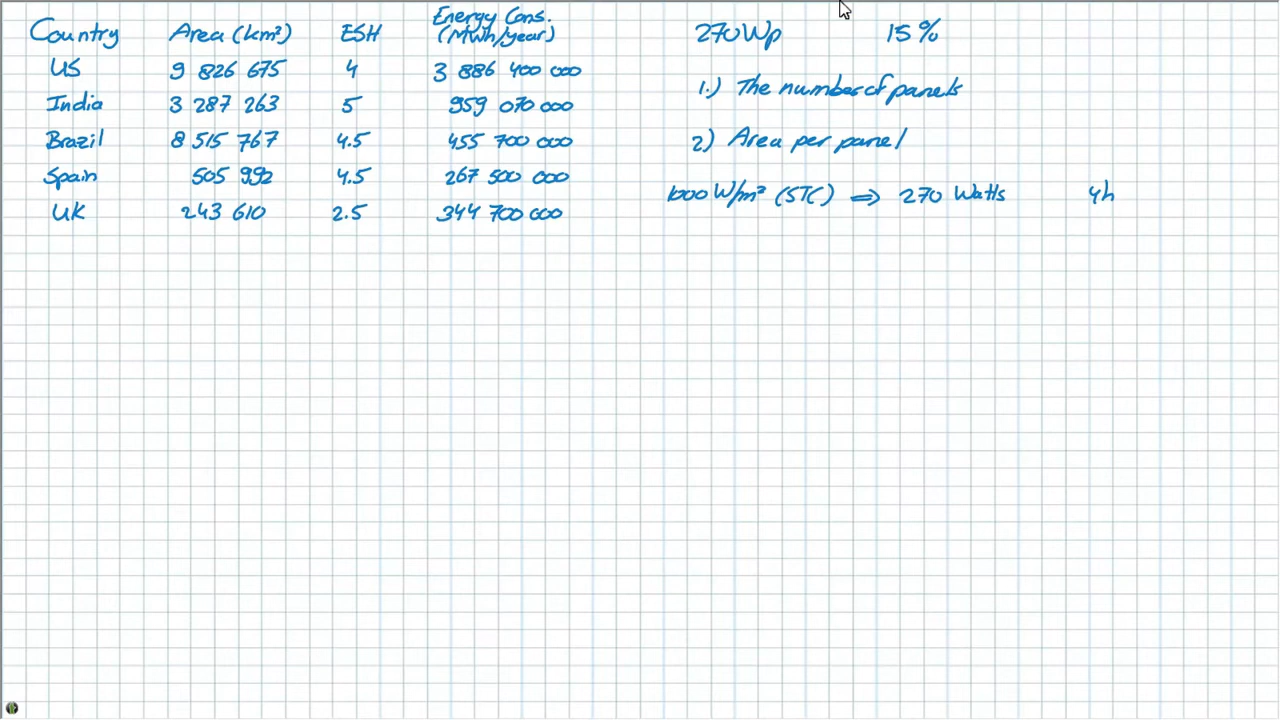 Country Area (km²) ESH Energy Cons. (MWh/year)
US 9 826 675 4 3 886 400 000
India 3 287 263 5 959 070 000
Brazil 8 515 767 4.5 455 700 000
Spain 505 992 4.5 267 500 000
UK 243 610 2.5 344 700 000
270 Wp 15%
1.) The number of panels
2) Area per panel
1000 W/m² (STC) ⇒ 270 Watts 4h